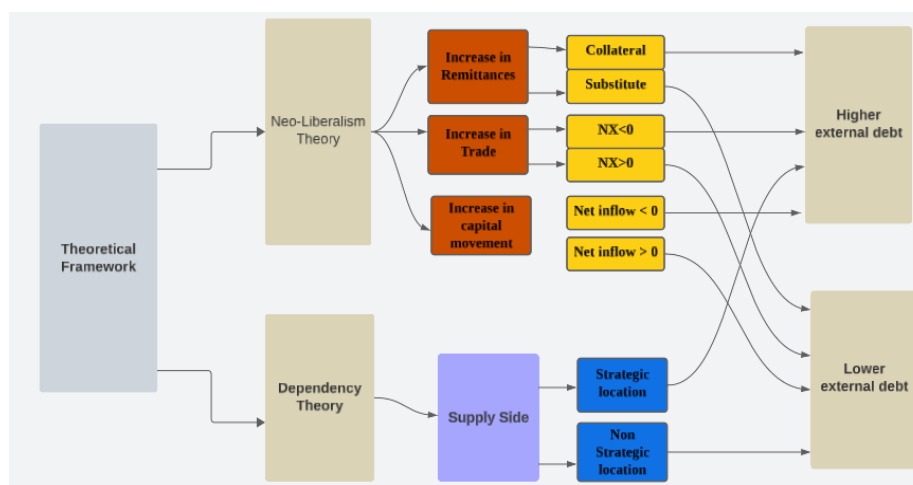 Theoretical
Framework
Neo-Liberalism
Theory
Increase in
Remittances
Collateral
Substitute
Increase in
Trade
NX<0
NX>0
Increase in
capital
movement
Net inflow < 0
Net inflow > 0
Higher
external debt
Dependency
Theory
Supply Side
Strategic
location
Non
Strategic
location
Lower
external debt